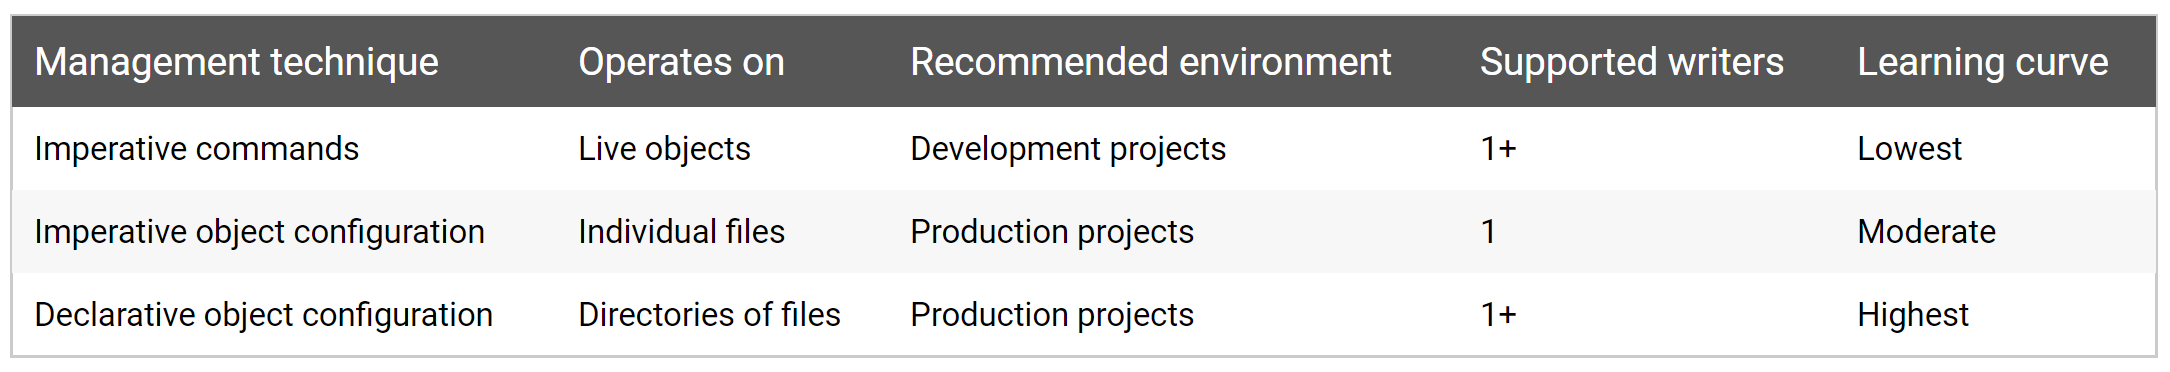 Management technique Operates on Recommended environment Supported writers Learning curve
Imperative commands Live objects Development projects 1+ Lowest
Imperative object configuration Individual files Production projects 1 Moderate
Declarative object configuration Directories of files Production projects 1+ Highest